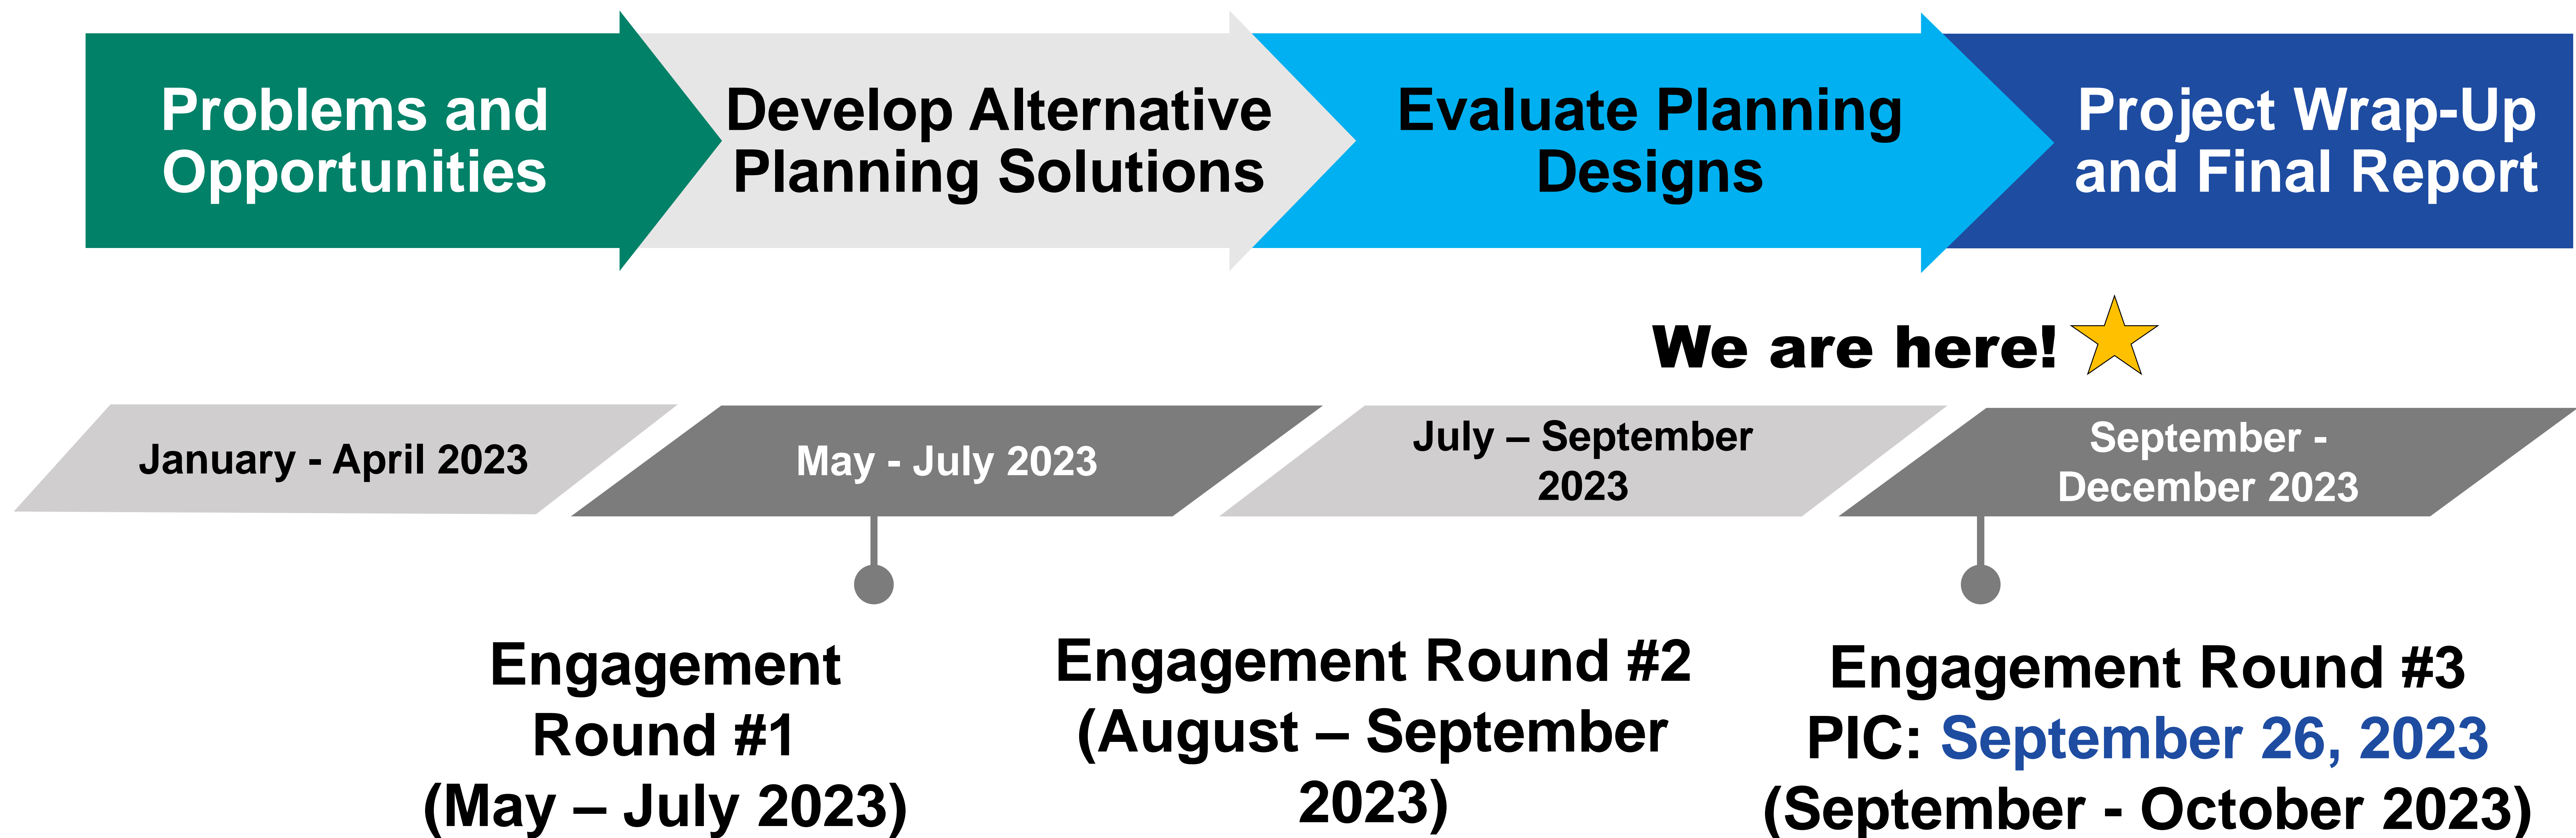 Problems and
Opportunities
Develop Alternative
Planning Solutions
Evaluate Planning
Designs
Project Wrap-Up
and Final Report
We are here!
January - April 2023
May - July 2023
July – September
2023
September -
December 2023
Engagement
Round #1
(May – July 2023)
Engagement Round #2
(August – September
2023)
Engagement Round #3
PIC: September 26, 2023
(September - October 2023)